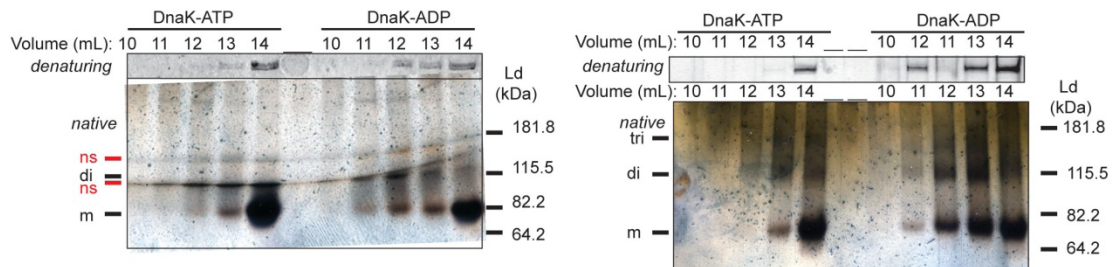 DnaK-ATP DnaK-ADP
Volume (mL): 10 11 12 13 14 10 11 12 13 14
denaturing
Ld
(kDa)
native
181.8
ns
di
115.5
ns
m
82.2
64.2
DnaK-ATP DnaK-ADP
Volume (mL): 10 11 12 13 14 10 11 12 13 14
denaturing
Volume (mL): 10 11 12 13 14 10 11 12 13 14
Ld
(kDa)
native
tri
181.8
di
115.5
82.2
m
64.2